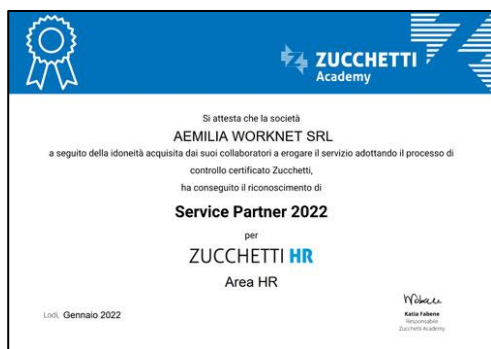 ZUCCHETTI
Academy
Si attesta che la società
AEMILIA WORKNET SRL
a seguito della idoneità acquisita dai suoi collaboratori a erogare il servizio adottando il processo di
controllo certificato Zucchetti,
ha conseguito il riconoscimento di
Service Partner 2022
per
ZUCCHETTI HR
Area HR
Lodi, Gennaio 2022
Katia Fabene
Responsabile
Zucchetti Academy